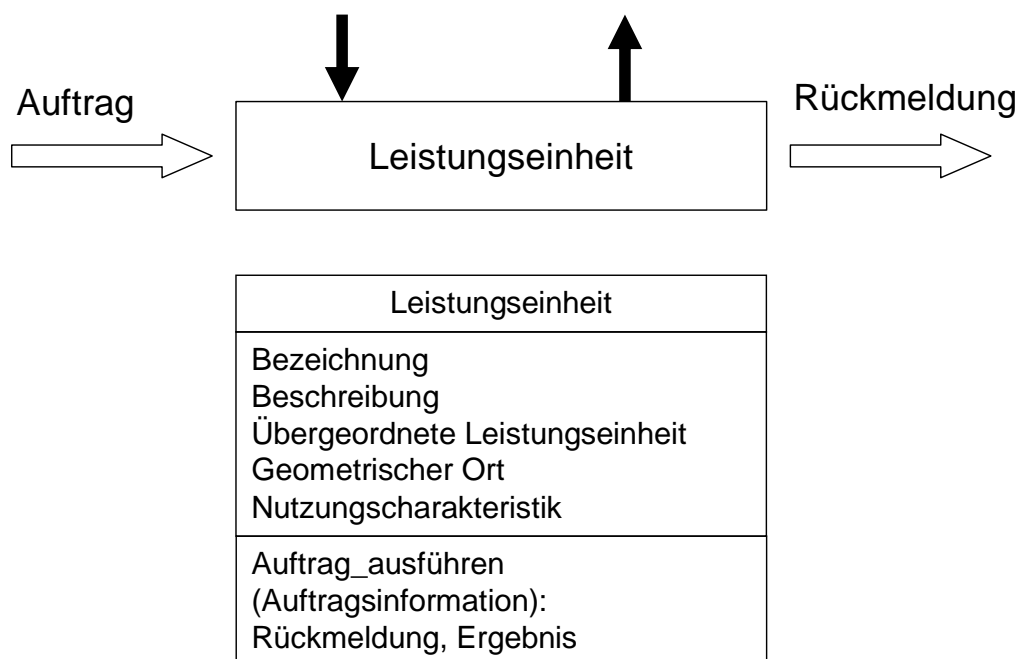 Auftrag
Rückmeldung
Leistungseinheit
Leistungseinheit
Bezeichnung
Beschreibung
Übergeordnete Leistungseinheit
Geometrischer Ort
Nutzungscharakteristik
Auftrag_ausführen
(Auftragsinformation):
Rückmeldung, Ergebnis